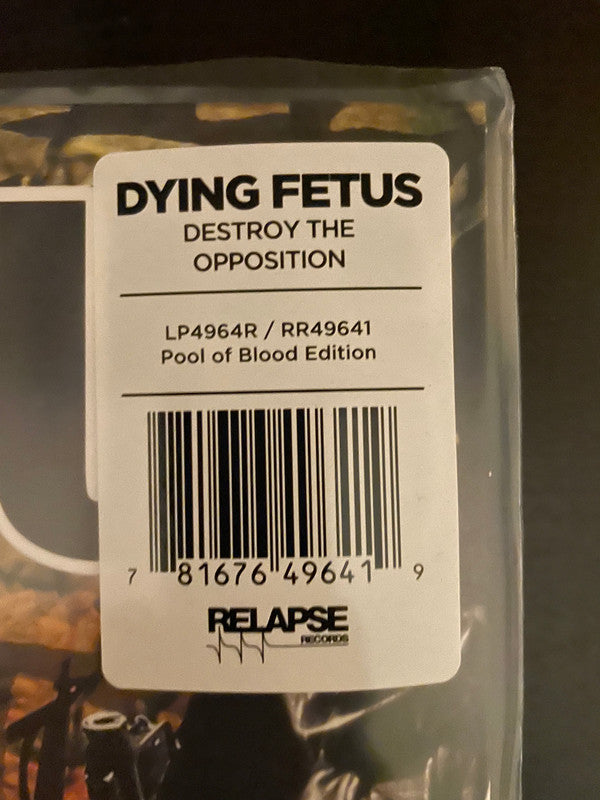 DYING FETUS
DESTROY THE
OPPOSITION
LP4964R / RR49641
Pool of Blood Edition
7 81676 49641 9
RELAPSE
RECORDS